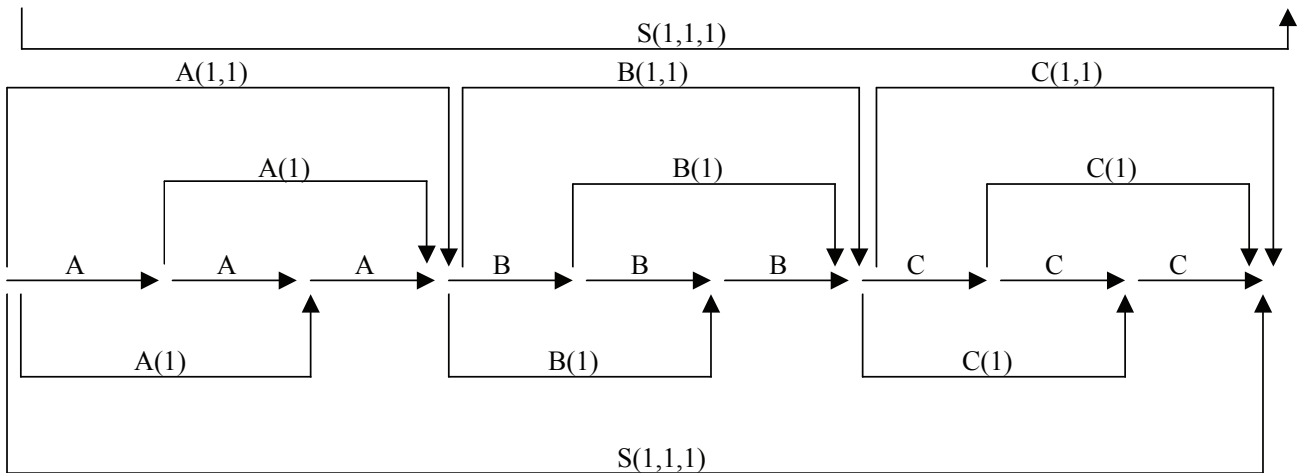 S(1,1,1)
A(1,1) B(1,1) C(1,1)
A(1) B(1) C(1)
A A A B B B C C C
A(1) B(1) C(1)
S(1,1,1)